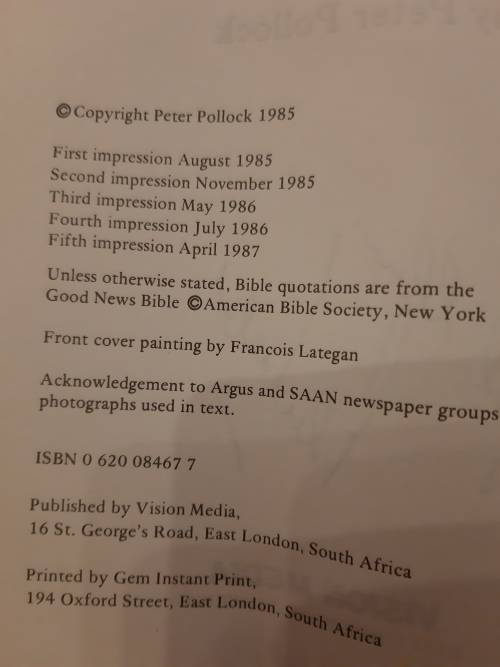 ©Copyright Peter Pollock 1985
First impression August 1985
Second impression November 1985
Third impression May 1986
Fourth impression July 1986
Fifth impression April 1987
Unless otherwise stated, Bible quotations are from the
Good News Bible ©American Bible Society, New York
Front cover painting by Francois Lategan
Acknowledgement to Argus and SAAN newspaper groups
photographs used in text.
ISBN 0 620 08467 7
Published by Vision Media,
16 St. George's Road, East London, South Africa
Printed by Gem Instant Print,
194 Oxford Street, East London, South Africa